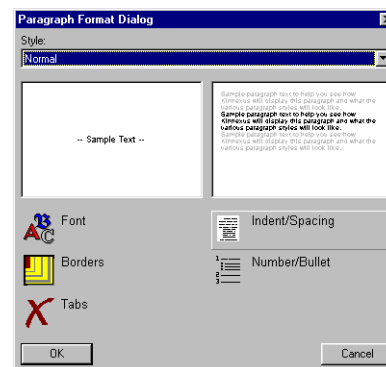 Paragraph Format Dialog
Style:
Normal
-- Sample Text --
Sample paragraph text to help you see how
Kinnexus will display this paragraph and what the
various paragraph styles will look like.
Sample paragraph text to help you see how
Kinnexus will display this paragraph and what the
various paragraph styles will look like.
Sample paragraph text to help you see how
Kinnexus will display this paragraph and what the
various paragraph styles will look like.
Font
Indent/Spacing
Borders
Number/Bullet
Tabs
OK
Cancel